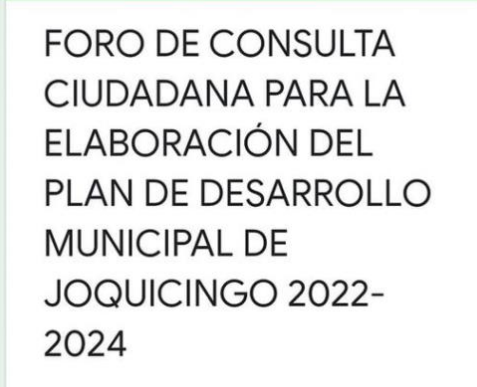 FORO DE CONSULTA
CIUDADANA PARA LA
ELABORACIÓN DEL
PLAN DE DESARROLLO
MUNICIPAL DE
JOQUICINGO 2022-
2024